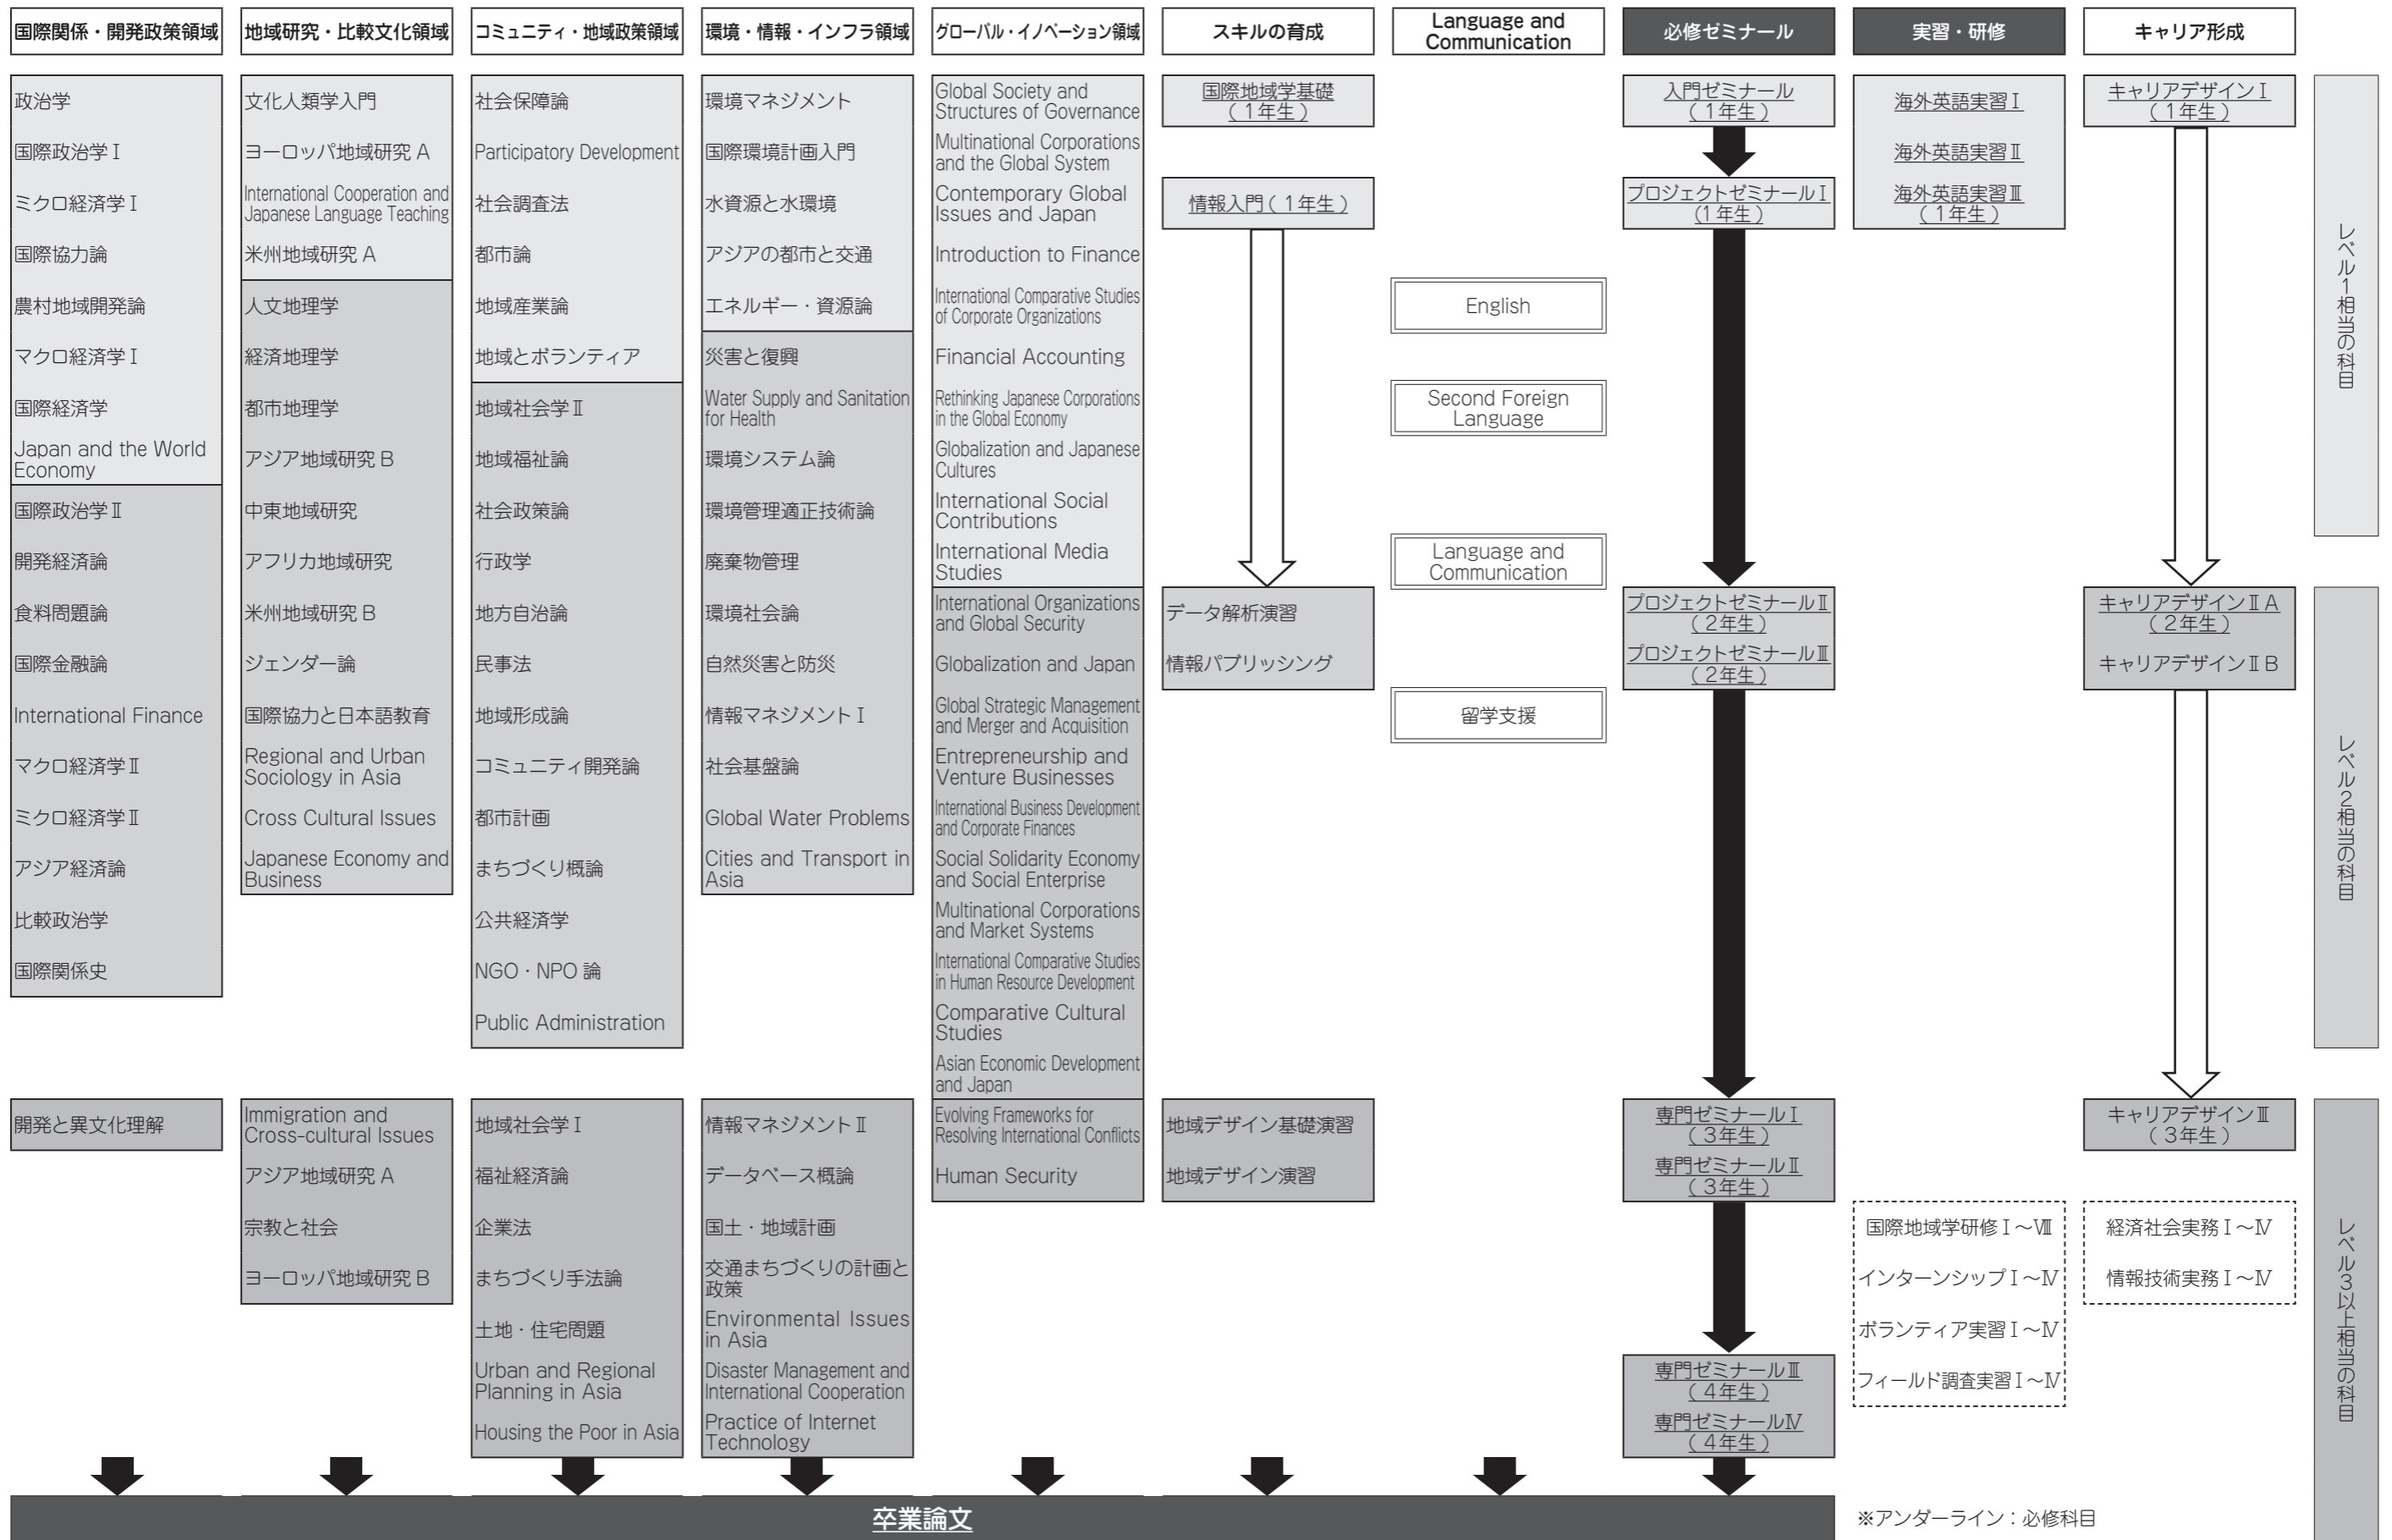 国際関係・開発政策領域
政治学
国際政治学Ⅰ
ミクロ経済学Ⅰ
国際協力論
農村地域開発論
マクロ経済学Ⅰ
国際経済学
Japan and the World
Economy
国際政治学Ⅱ
開発経済論
食料問題論
国際金融論
International Finance
マクロ経済学Ⅱ
ミクロ経済学Ⅱ
アジア経済論
比較政治学
国際関係史
開発と異文化理解
地域研究・比較文化領域
文化人類学入門
ヨーロッパ地域研究 A
International Cooperation and
Japanese Language Teaching
米州地域研究 A
人文地理学
経済地理学
都市地理学
アジア地域研究 B
中東地域研究
アフリカ地域研究
米州地域研究 B
ジェンダー論
国際協力と日本語教育
Regional and Urban
Sociology in Asia
Cross Cultural Issues
Japanese Economy and
Business
Immigration and
Cross-cultural Issues
アジア地域研究 A
宗教と社会
ヨーロッパ地域研究 B
コミュニティ・地域政策領域
社会保障論
Participatory Development
社会調査法
都市論
地域産業論
地域とボランティア
地域社会学Ⅱ
地域福祉論
社会政策論
行政学
地方自治論
民事法
地域形成論
コミュニティ開発論
都市計画
まちづくり概論
公共経済学
NGO・NPO 論
Public Administration
地域社会学Ⅰ
福祉経済論
企業法
まちづくり手法論
土地・住宅問題
Urban and Regional
Planning in Asia
Housing the Poor in Asia
環境・情報・インフラ領域
環境マネジメント
国際環境計画入門
水資源と水環境
アジアの都市と交通
エネルギー・資源論
災害と復興
Water Supply and Sanitation
for Health
環境システム論
環境管理適正技術論
廃棄物管理
環境社会論
自然災害と防災
情報マネジメントⅠ
社会基盤論
Global Water Problems
Cities and Transport in
Asia
情報マネジメントⅡ
データベース概論
国土・地域計画
交通まちづくりの計画と
政策
Environmental Issues
in Asia
Disaster Management and
International Cooperation
Practice of Internet
Technology
グローバル・イノベーション領域
Global Society and
Structures of Governance
Multinational Corporations
and the Global System
Contemporary Global
Issues and Japan
Introduction to Finance
International Comparative Studies
of Corporate Organizations
Financial Accounting
Rethinking Japanese Corporations
in the Global Economy
Globalization and Japanese
Cultures
International Social
Contributions
International Media
Studies
International Organizations
and Global Security
Globalization and Japan
Global Strategic Management
and Merger and Acquisition
Entrepreneurship and
Venture Businesses
International Business Development
and Corporate Finances
Social Solidarity Economy
and Social Enterprise
Multinational Corporations
and Market Systems
International Comparative Studies
in Human Resource Development
Comparative Cultural
Studies
Asian Economic Development
and Japan
Evolving Frameworks for
Resolving International Conflicts
Human Security
スキルの育成
国際地域学基礎
（1年生）
情報入門（1年生）
データ解析演習
情報パブリッシング
地域デザイン基礎演習
地域デザイン演習
Language and
Communication
English
Second Foreign
Language
Language and
Communication
留学支援
必修ゼミナール
入門ゼミナール
（1年生）
プロジェクトゼミナールⅠ
（1年生）
プロジェクトゼミナールⅡ
（2年生）
プロジェクトゼミナールⅢ
（2年生）
専門ゼミナールⅠ
（3年生）
専門ゼミナールⅡ
（3年生）
専門ゼミナールⅢ
（4年生）
専門ゼミナールⅣ
（4年生）
実習・研修
海外英語実習Ⅰ
海外英語実習Ⅱ
海外英語実習Ⅲ
（1年生）
国際地域学研修Ⅰ～Ⅷ
インターンシップⅠ～Ⅳ
ボランティア実習Ⅰ～Ⅳ
フィールド調査実習Ⅰ～Ⅳ
キャリア形成
キャリアデザインⅠ
（1年生）
キャリアデザインⅡA
（2年生）
キャリアデザインⅡB
キャリアデザインⅢ
（3年生）
経済社会実務Ⅰ～Ⅳ
情報技術実務Ⅰ～Ⅳ
レベル1相当の科目
レベル2相当の科目
レベル3以上相当の科目
卒業論文
※アンダーライン：必修科目